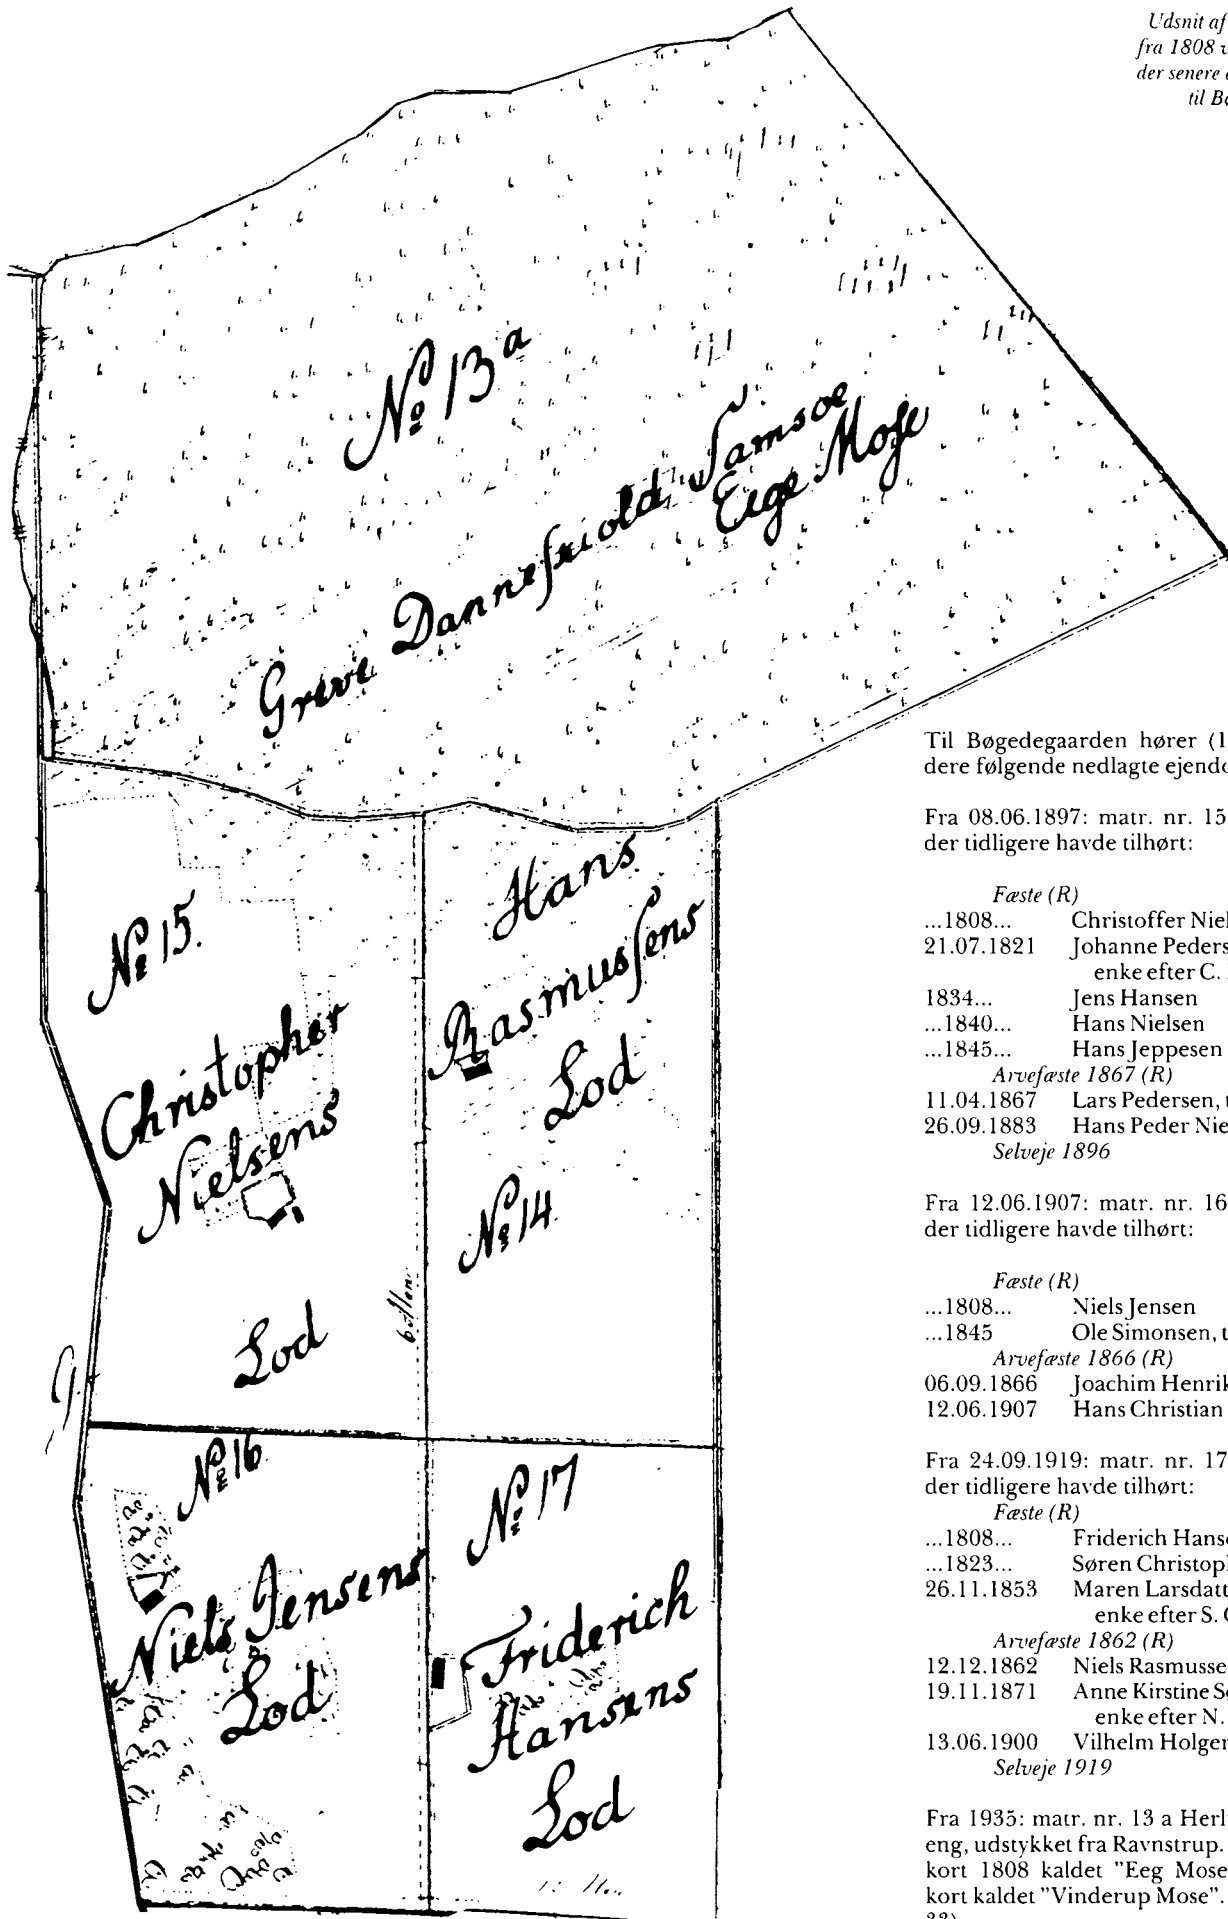 Udsnit af
fra 1808
der senere
til
No 13a
Greve Danneskiold Samsoe
Eige Mose
No 15.
Christopher
Nielsens
Lod
Hans
Rasmussens
Lod
No 14.
No 16.
Niels Jensens
Lod
No 17
Friderich
Hansens
Lod
Til Bøgedegaarden hører (1
dere følgende nedlagte ejendo
Fra 08.06.1897: matr. nr. 15
der tidligere havde tilhørt:
Fæste (R)
...1808... Christoffer Niel
21.07.1821 Johanne Peders
enke efter C.
1834... Jens Hansen
...1840... Hans Nielsen
...1845... Hans Jeppesen
Arvefæste 1867 (R)
11.04.1867 Lars Pedersen, t
26.09.1883 Hans Peder Nie
Selveje 1896
Fra 12.06.1907: matr. nr. 16
der tidligere havde tilhørt:
Fæste (R)
...1808... Niels Jensen
...1845 Ole Simonsen, t
Arvefæste 1866 (R)
06.09.1866 Joachim Henrik
12.06.1907 Hans Christian
Fra 24.09.1919: matr. nr. 17
der tidligere havde tilhørt:
Fæste (R)
...1808... Friderich Hans
...1823... Søren Christop
26.11.1853 Maren Larsdatt
enke efter S.
Arvefæste 1862 (R)
12.12.1862 Niels Rasmusse
19.11.1871 Anne Kirstine S
enke efter N.
13.06.1900 Vilhelm Holger
Selveje 1919
Fra 1935: matr. nr. 13 a Herl
eng, udstykket fra Ravnstrup.
kort 1808 kaldet "Eeg Mose
kort kaldet "Vinderup Mose".